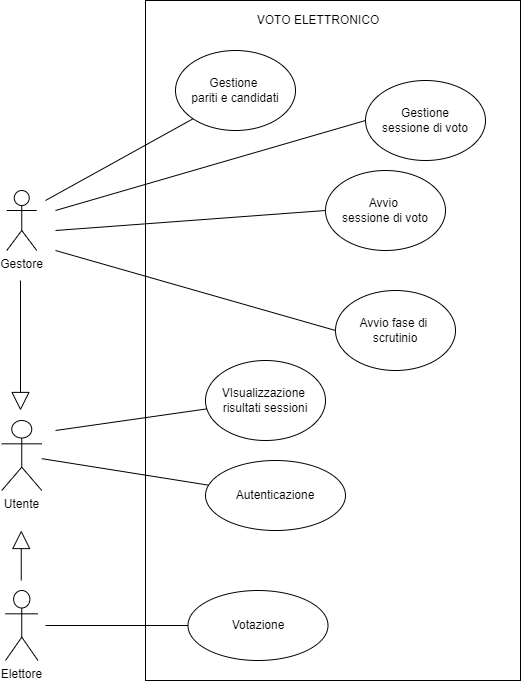 VOTO ELETTRONICO
Gestione
pariti e candidati
Gestione
sessione di voto
Avvio
sessione di voto
Gestore
Avvio fase di
scrutinio
VIsualizzazione
risultati sessioni
Utente
Autenticazione
Votazione
Elettore